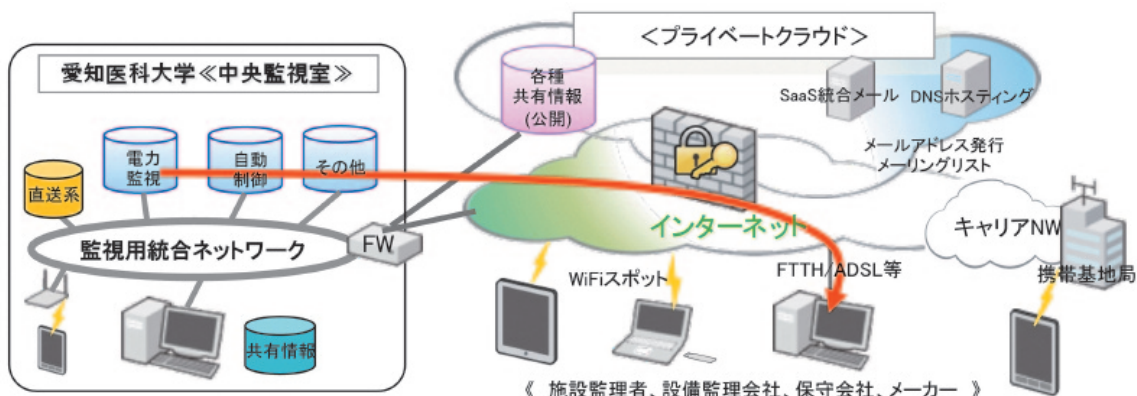 <プライベートクラウド>
愛知医科大学≪中央監視室≫
各種
共有情報
(公開)
SaaS統合メール
DNSホスティング
電力
監視
自動
制御
その他
メールアドレス発行
メーリングリスト
直送系
監視用統合ネットワーク
FW
インターネット
キャリアNW
WiFiスポット
FTTH/ADSL等
携帯基地局
共有情報
《 施設監理者、設備監理会社、保守会社、メーカー 》